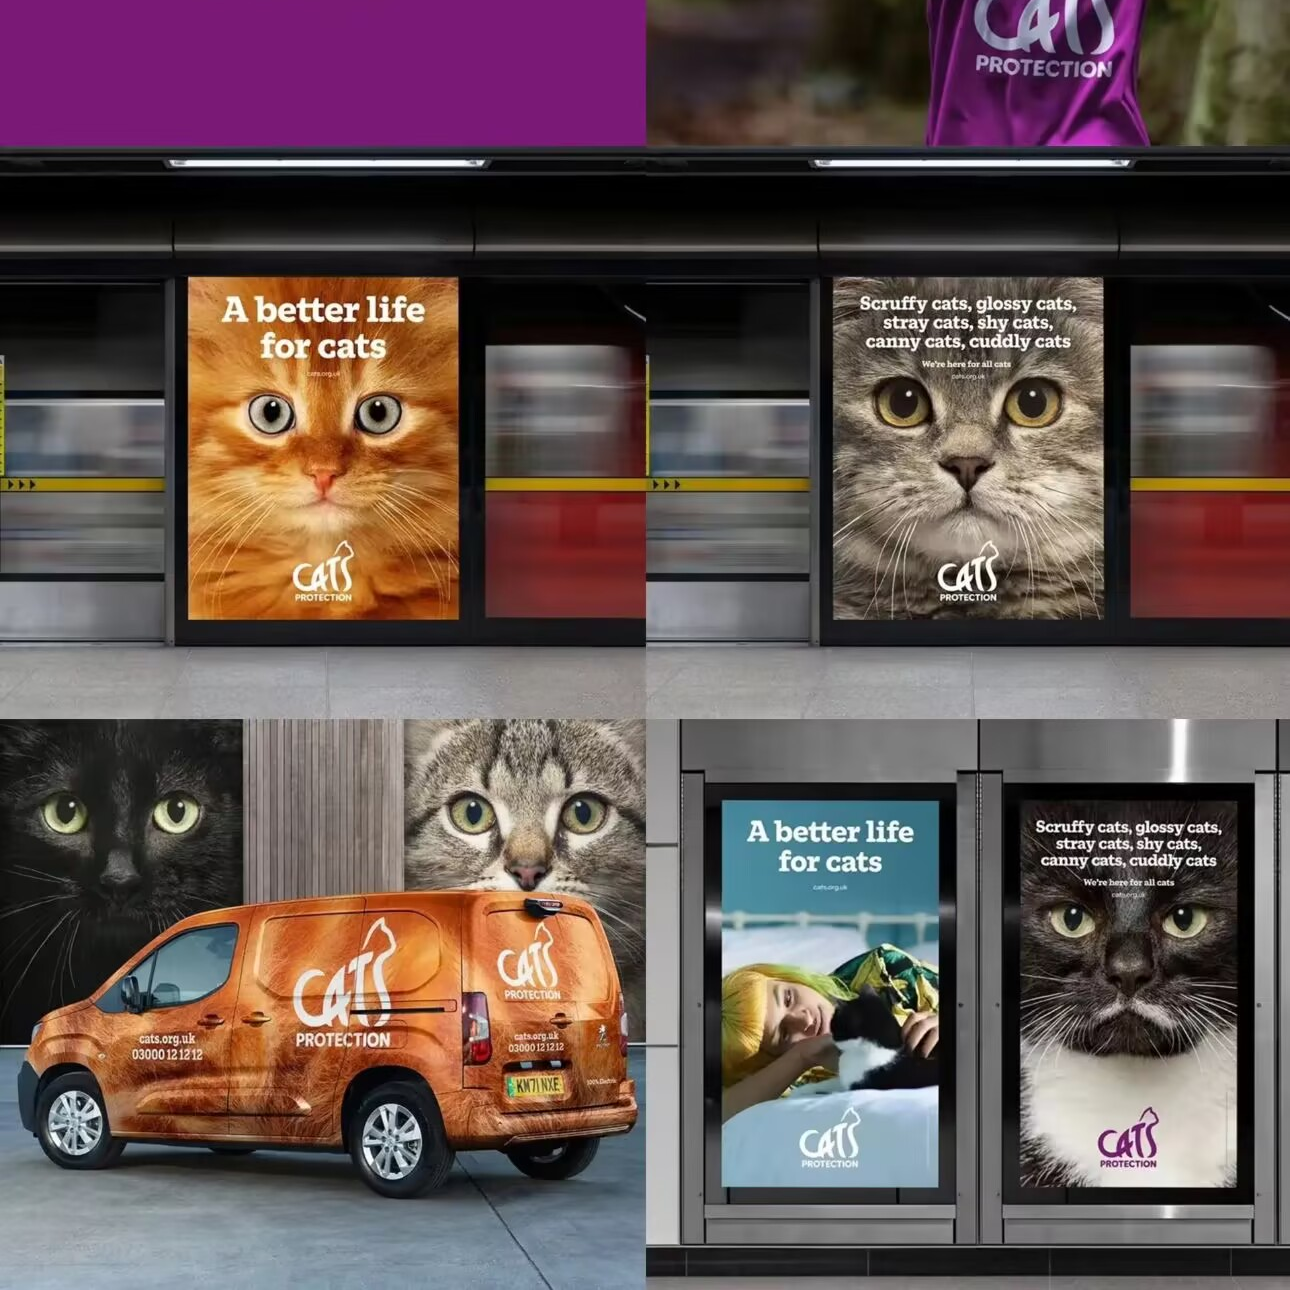 CATS
PROTECTION
A better life
for cats
cats.org.uk
CATS
PROTECTION
Scruffy cats, glossy cats,
stray cats, shy cats,
canny cats, cuddly cats
We're here for all cats
cats.org.uk
CATS
PROTECTION
cats.org.uk
03000 12 12 12
CATS
PROTECTION
CATS
PROTECTION
cats.org.uk
03000 12 12 12
100% Electric
KM71 NXE
A better life
for cats
cats.org.uk
CATS
PROTECTION
Scruffy cats, glossy cats,
stray cats, shy cats,
canny cats, cuddly cats
We're here for all cats
cats.org.uk
CATS
PROTECTION